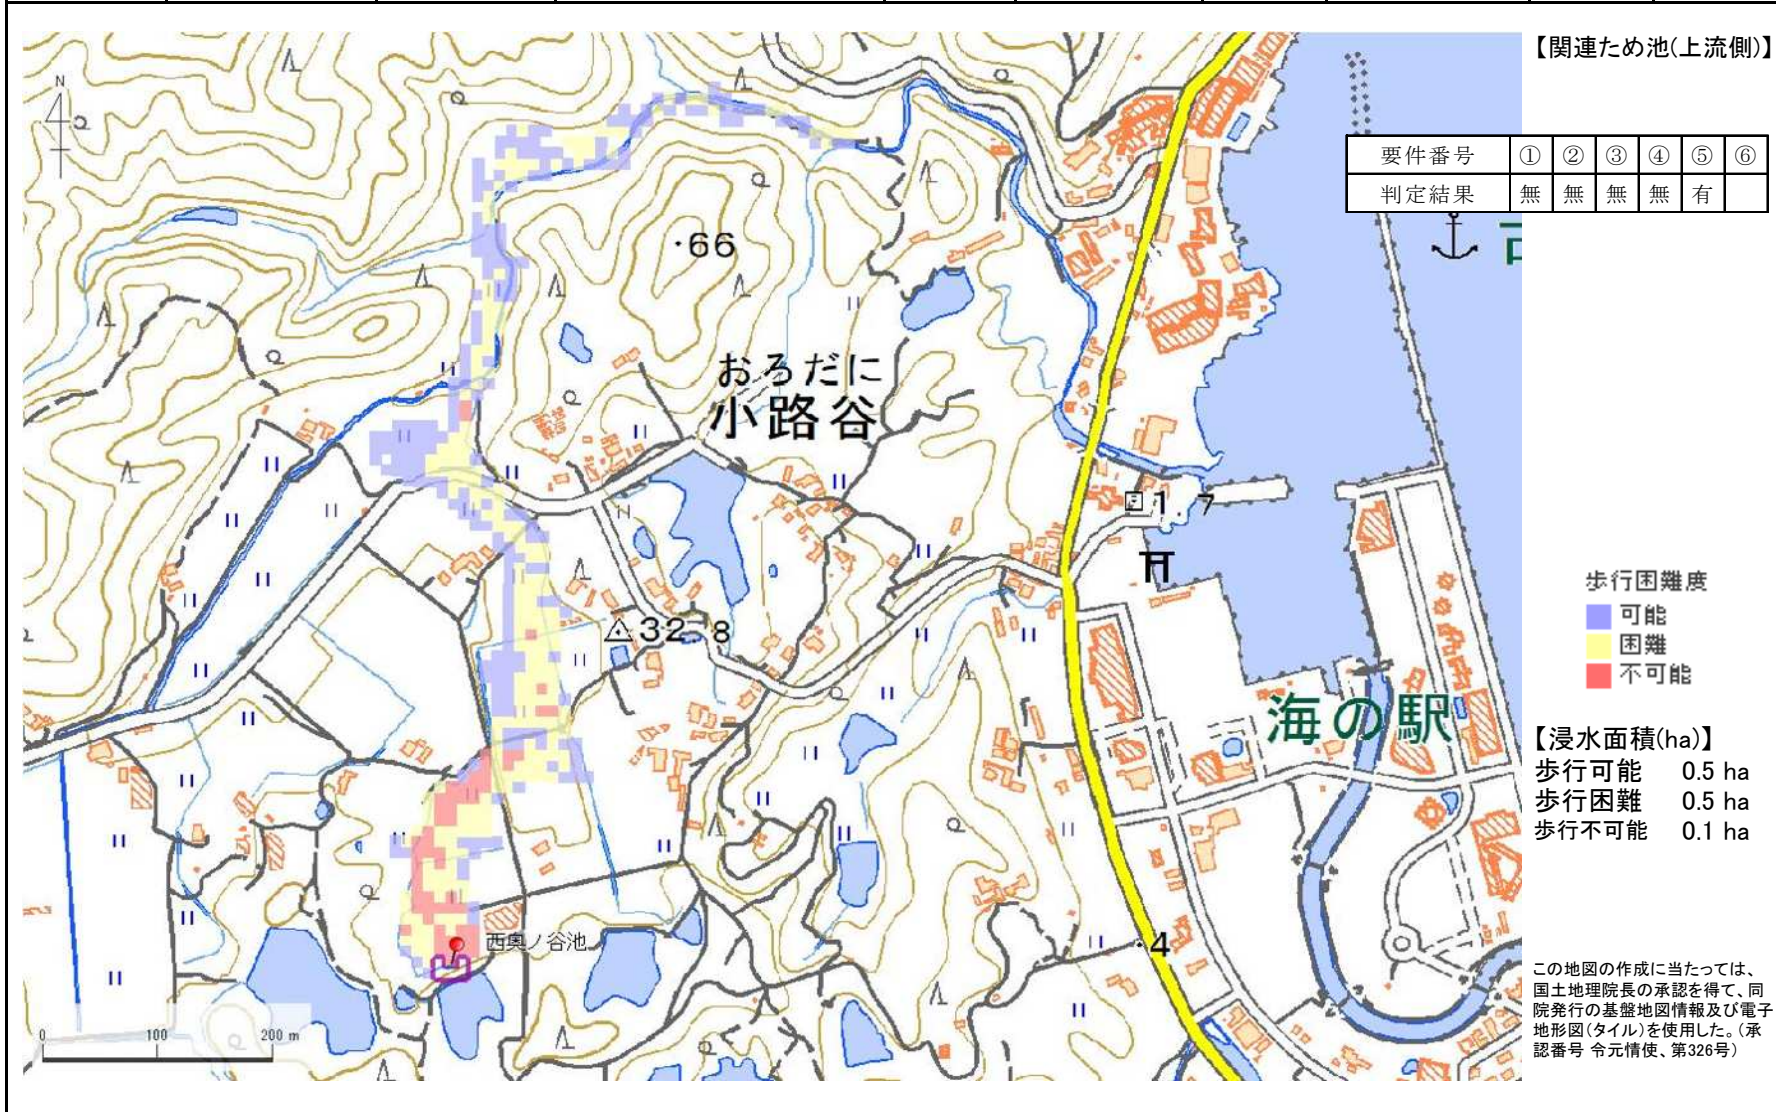 【関連ため池(上流側)】
N
要件番号 ① ② ③ ④ ⑤ ⑥
判定結果 無 無 無 無 有
・66
おろだに
小路谷
1.7
32.8
歩行困難度
可能
困難
不可能
海の駅
【浸水面積(ha)】
歩行可能 0.5 ha
歩行困難 0.5 ha
歩行不可能 0.1 ha
西奥ノ谷池
・4
この地図の作成に当たっては、
国土地理院長の承認を得て、同
院発行の基盤地図情報及び電子
地形図(タイル)を使用した。(承
認番号 令元情使、第326号)
0 100 200 m